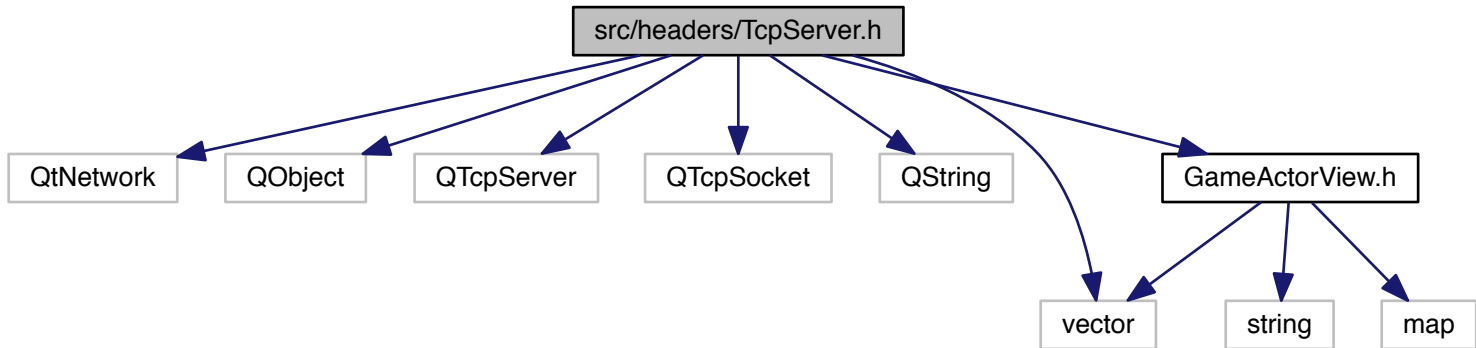 src/headers/TcpServer.h
QtNetwork
QObject
QTcpServer
QTcpSocket
QString
GameActorView.h
vector
string
map